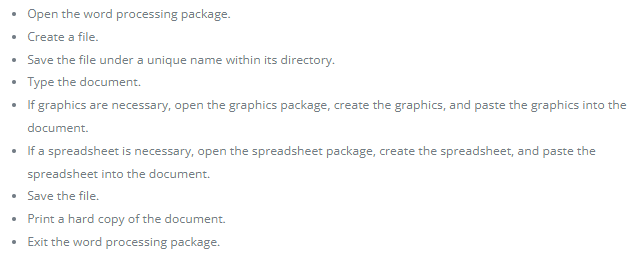 • Open the word processing package.
• Create a file.
• Save the file under a unique name within its directory.
• Type the document.
• If graphics are necessary, open the graphics package, create the graphics, and paste the graphics into the
document.
• If a spreadsheet is necessary, open the spreadsheet package, create the spreadsheet, and paste the
spreadsheet into the document.
• Save the file.
• Print a hard copy of the document.
• Exit the word processing package.